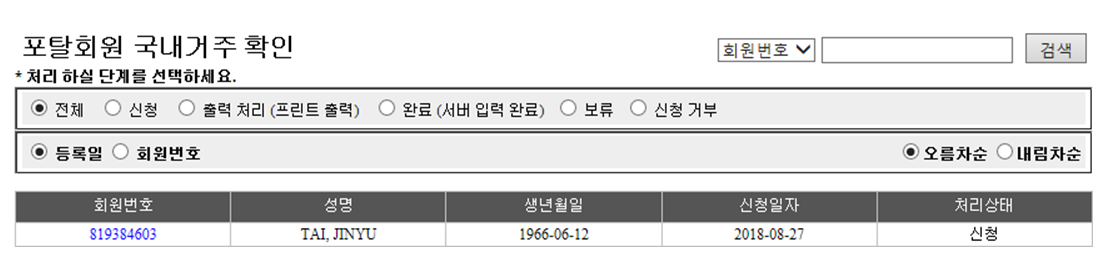 포탈회원 국내거주 확인
회원번호 검색
* 처리 하실 단계를 선택하세요.
전체 신청 출력 처리 (프린트 출력) 완료 (서버 입력 완료) 보류 신청 거부
등록일 회원번호 오름차순 내림차순
회원번호 성명 생년월일 신청일자 처리상태
819384603 TAI, JINYU 1966-06-12 2018-08-27 신청